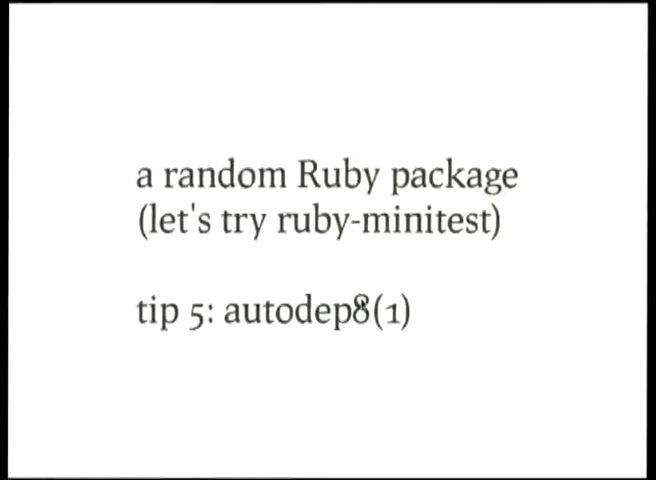 a random Ruby package
(let's try ruby-minitest)
tip 5: autodep8(1)